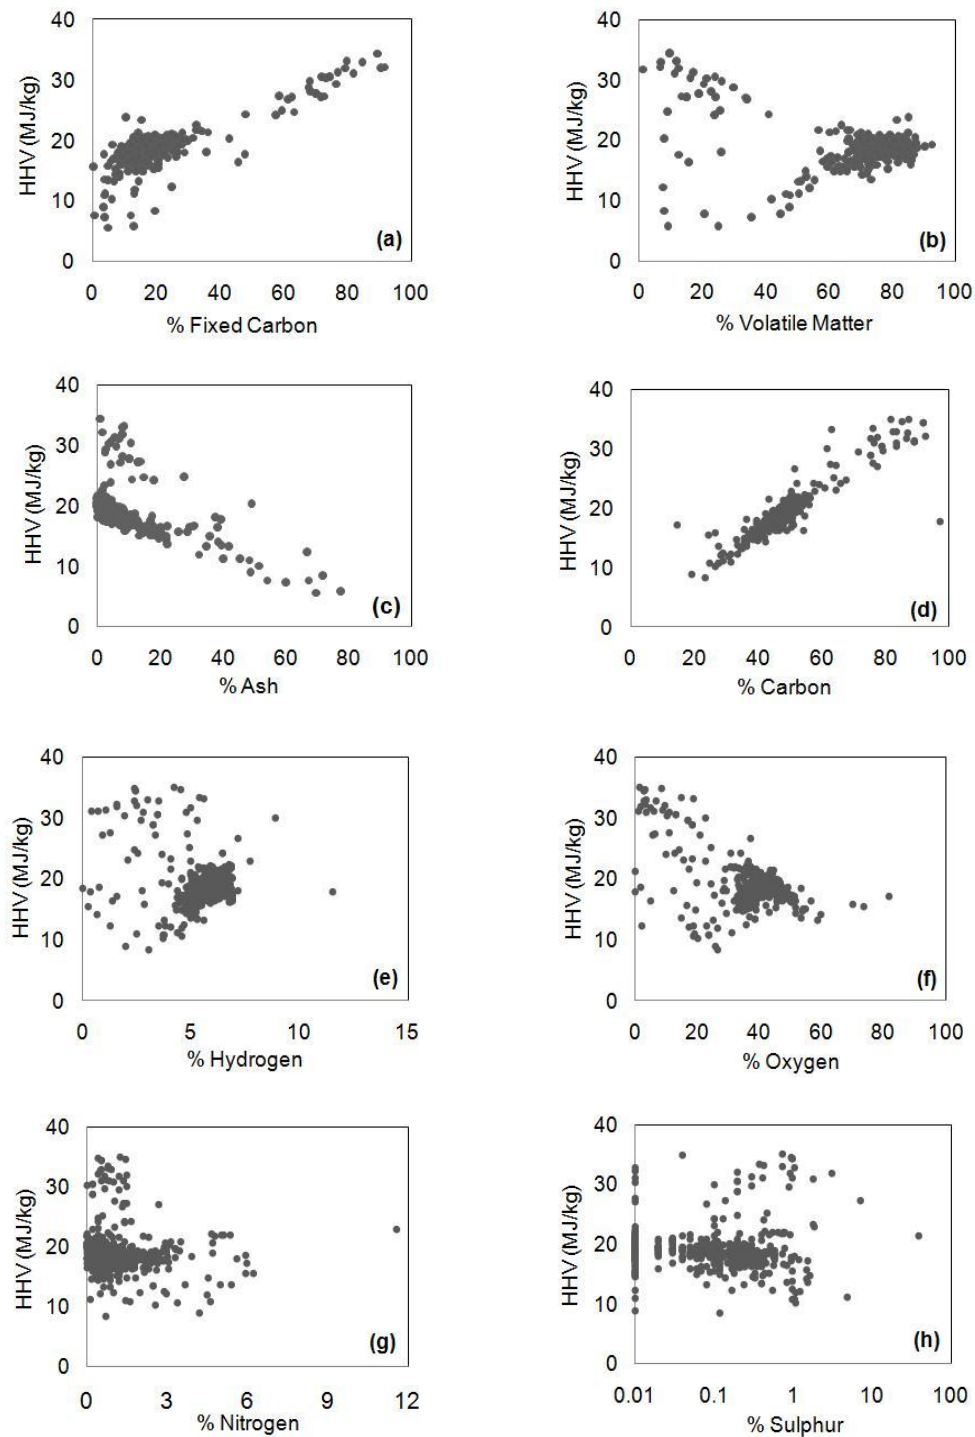 40
30
20
10
0
HHV (MJ/kg)
(a)
0 20 40 60 80 100
% Fixed Carbon
40
30
20
10
0
HHV (MJ/kg)
(b)
0 20 40 60 80 100
% Volatile Matter
40
30
20
10
0
HHV (MJ/kg)
(c)
0 20 40 60 80 100
% Ash
40
30
20
10
0
HHV (MJ/kg)
(d)
0 20 40 60 80 100
% Carbon
40
30
20
10
0
HHV (MJ/kg)
(e)
0 5 10 15
% Hydrogen
40
30
20
10
0
HHV (MJ/kg)
(f)
0 20 40 60 80 100
% Oxygen
40
30
20
10
0
HHV (MJ/kg)
(g)
0 3 6 9 12
% Nitrogen
40
30
20
10
0
HHV (MJ/kg)
(h)
0.01 0.1 1 10 100
% Sulphur